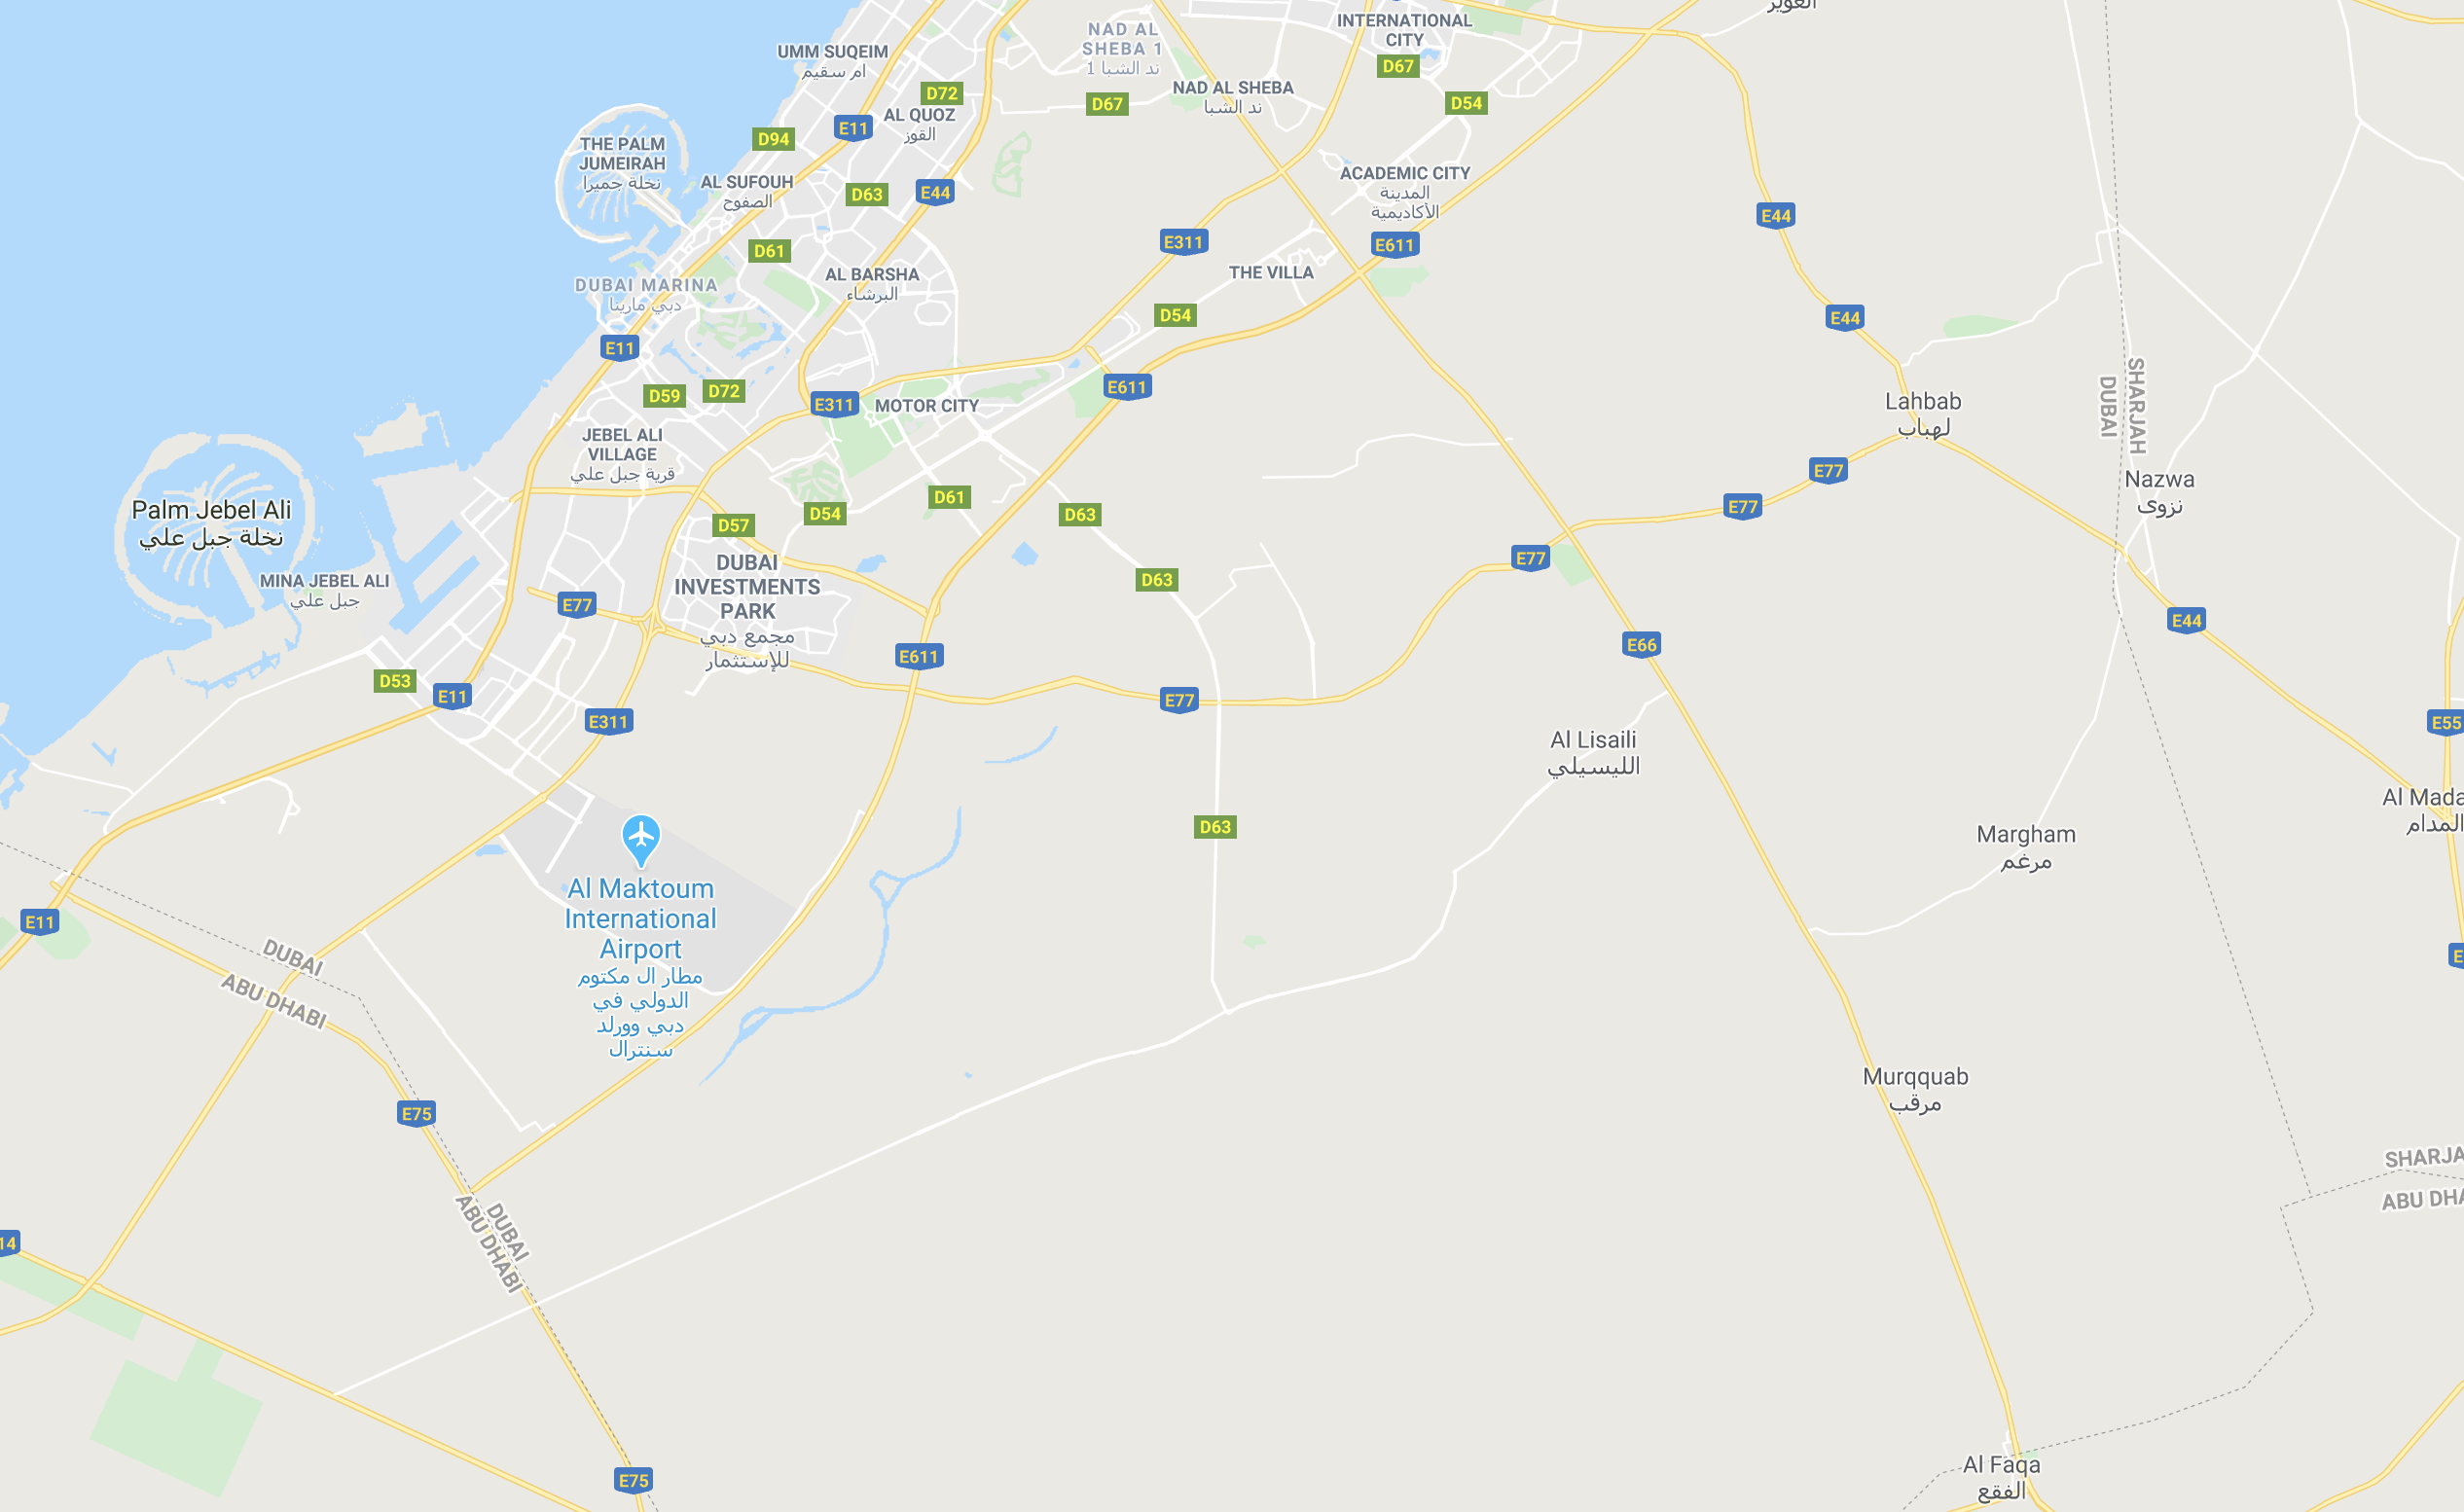 العوير
INTERNATIONAL
CITY
NAD AL
SHEBA 1
ند الشبا 1
UMM SUQEIM
ام سقيم
D67
D72
NAD AL SHEBA
ند الشبا
D67
D54
AL QUOZ
القوز
E11
D94
THE PALM
JUMEIRAH
نخلة جميرا
AL SUFOUH
الصفوح
D63
E44
ACADEMIC CITY
المدينة
الأكاديمية
E44
E311
E611
D61
AL BARSHA
البرشاء
THE VILLA
DUBAI MARINA
دبي مارينا
D54
E44
E11
E611
D59
D72
E311
MOTOR CITY
Lahbab
لهباب
SHARJAH
DUBAI
JEBEL ALI
VILLAGE
قرية جبل علي
E77
Nazwa
نزوى
D61
E77
Palm Jebel Ali
نخلة جبل علي
D57
D54
D63
E77
DUBAI
INVESTMENTS
PARK
مجمع دبي
للإستثمار
MINA JEBEL ALI
جبل علي
D63
E77
E44
E611
E66
D53
E11
E77
E311
E55
Al Lisaili
الليسيلي
Al Mada
المدام
D63
Margham
مرغم
Al Maktoum
International
Airport
مطار ال مكتوم
الدولي في
دبي وورلد
سنترال
E11
DUBAI
ABU DHABI
E
Murqquab
مرقب
E75
SHARJA
ABU DHA
DUBAI
ABU DHABI
14
Al Faqa
الفقع
E75